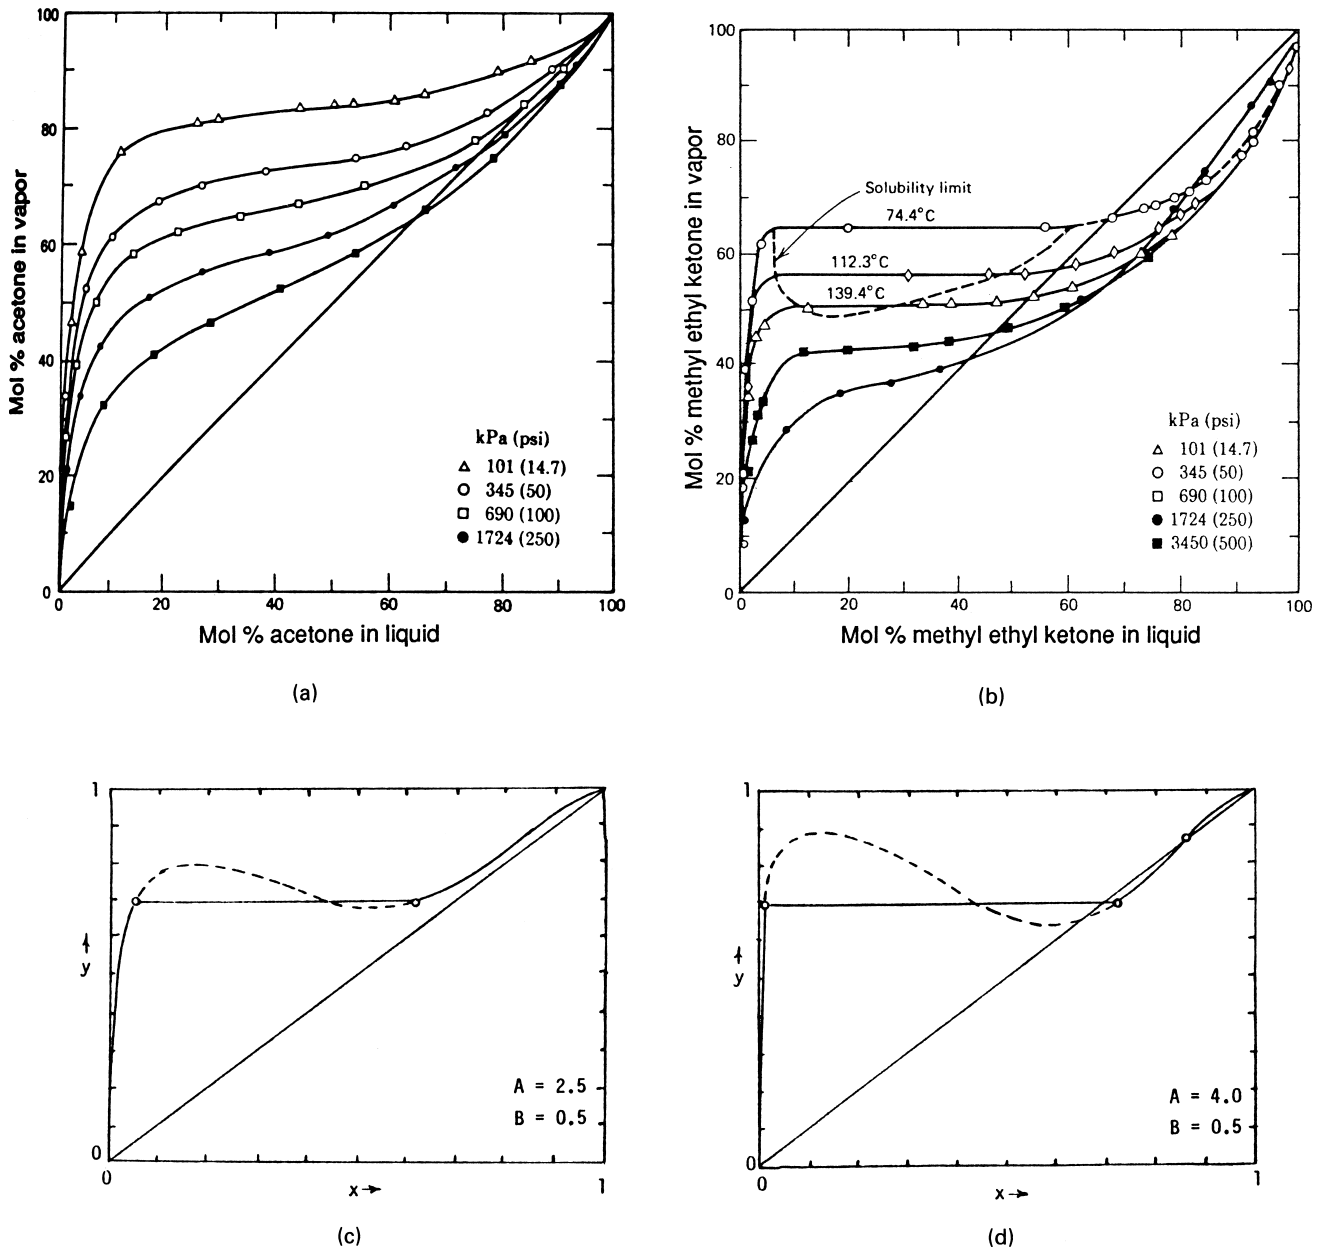 100
80
60
40
20
0
Mol % acetone in vapor
kPa (psi)
101 (14.7)
345 (50)
690 (100)
1724 (250)
0 20 40 60 80 100
Mol % acetone in liquid
(a)
100
80
60
40
20
0
Mol % methyl ethyl ketone in vapor
Solubility limit
74.4°C
112.3°C
139.4°C
kPa (psi)
101 (14.7)
345 (50)
690 (100)
1724 (250)
3450 (500)
0 20 40 60 80 100
Mol % methyl ethyl ketone in liquid
(b)
1
y
0
A = 2.5
B = 0.5
0 1
x→
(c)
1
y
0
A = 4.0
B = 0.5
0 1
x→
(d)